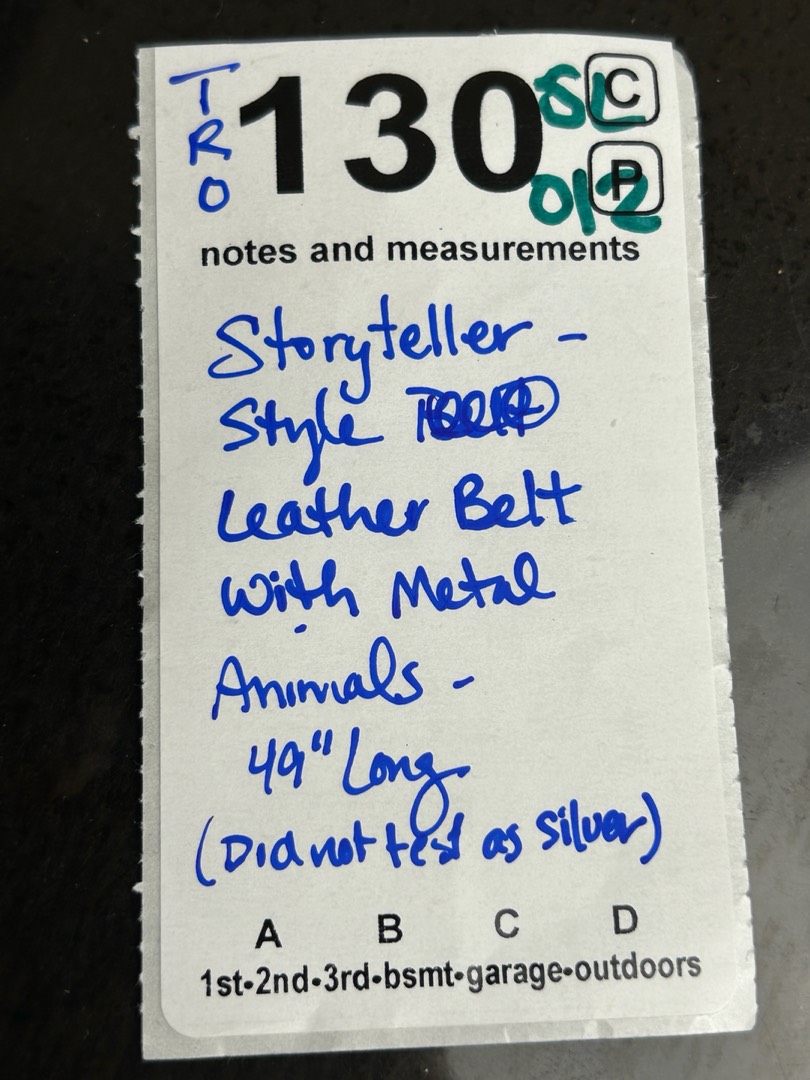 TRO 130 SL C
012 P
notes and measurements
Storyteller -
Style
Leather Belt
With Metal
Animals -
49" Long
(Did not test as silver)
A B C D
1st•2nd•3rd•bsmt•garage•outdoors